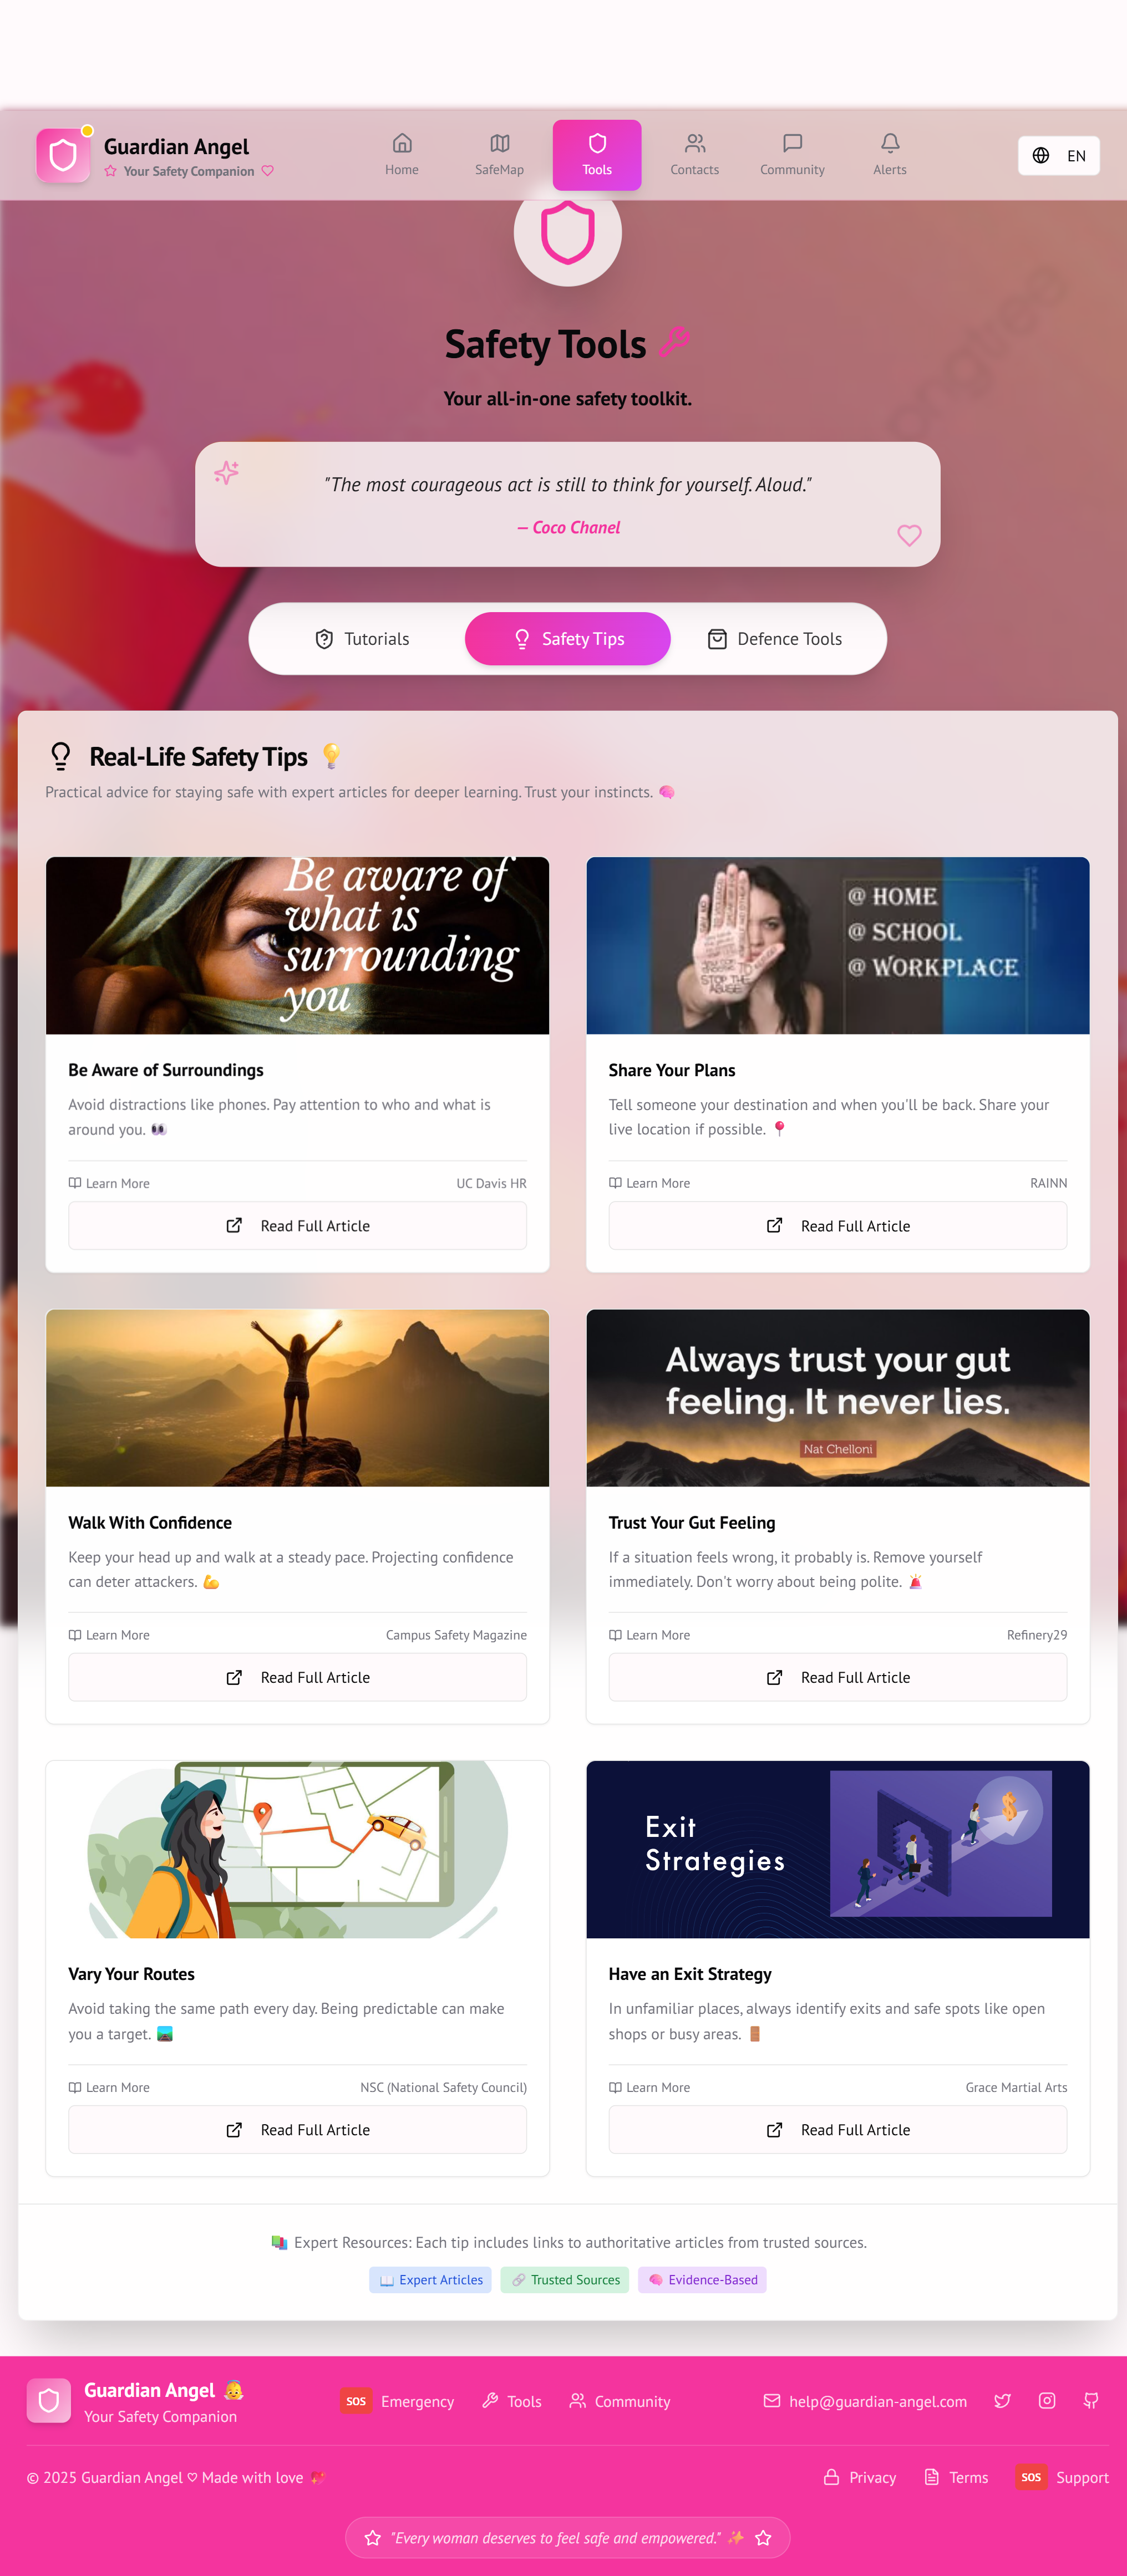 Guardian Angel
Your Safety Companion
Home
SafeMap
Tools
Contacts
Community
Alerts
EN
Safety Tools
Your all-in-one safety toolkit.
"The most courageous act is still to think for yourself. Aloud."
— Coco Chanel
Tutorials
Safety Tips
Defence Tools
Real-Life Safety Tips 💡
Practical advice for staying safe with expert articles for deeper learning. Trust your instincts. 🧠
Be aware of
what is
surrounding
you
Be Aware of Surroundings
Avoid distractions like phones. Pay attention to who and what is
around you. 👀
Learn More
UC Davis HR
Read Full Article
@ HOME
@ SCHOOL
@ WORKPLACE
STOP THE
Share Your Plans
Tell someone your destination and when you'll be back. Share your
live location if possible. 📍
Learn More
RAINN
Read Full Article
Walk With Confidence
Keep your head up and walk at a steady pace. Projecting confidence
can deter attackers. 💪
Learn More
Campus Safety Magazine
Read Full Article
Always trust your gut
feeling. It never lies.
Nat Chelloni
Trust Your Gut Feeling
If a situation feels wrong, it probably is. Remove yourself
immediately. Don't worry about being polite. 🚨
Learn More
Refinery29
Read Full Article
Vary Your Routes
Avoid taking the same path every day. Being predictable can make
you a target. 🛣️
Learn More
NSC (National Safety Council)
Read Full Article
Exit
Strategies
$
Have an Exit Strategy
In unfamiliar places, always identify exits and safe spots like open
shops or busy areas. 🚪
Learn More
Grace Martial Arts
Read Full Article
📚 Expert Resources: Each tip includes links to authoritative articles from trusted sources.
📖 Expert Articles
🔗 Trusted Sources
🧠 Evidence-Based
Guardian Angel 👼
Your Safety Companion
SOS Emergency
Tools
Community
help@guardian-angel.com
© 2025 Guardian Angel ♡ Made with love 💖
Privacy
Terms
SOS Support
"Every woman deserves to feel safe and empowered." ✨